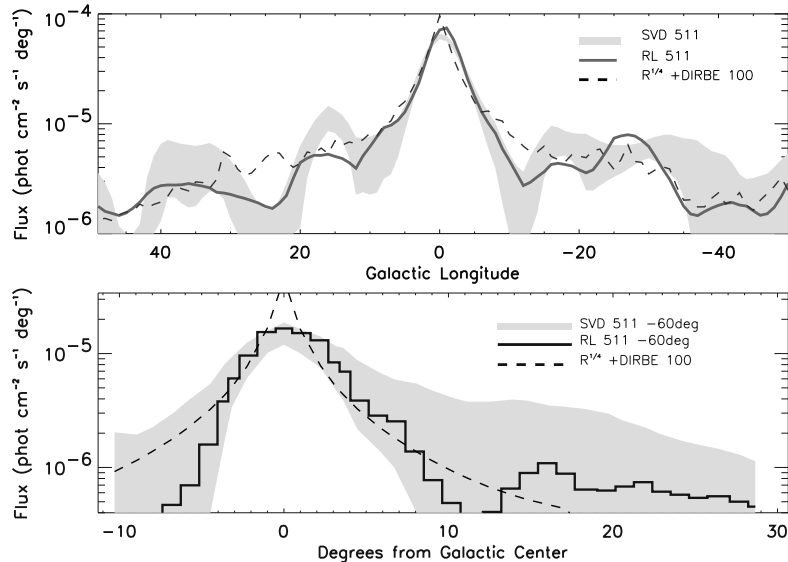 10⁻⁴
10⁻⁵
10⁻⁶
Flux (phot cm⁻² s⁻¹ deg⁻¹)
SVD 511
RL 511
R¹/⁴ +DIRBE 100
40 20 0 −20 −40
Galactic Longitude
10⁻⁵
10⁻⁶
Flux (phot cm⁻² s⁻¹ deg⁻¹)
SVD 511 −60deg
RL 511 −60deg
R¹/⁴ +DIRBE 100
−10 0 10 20 30
Degrees from Galactic Center